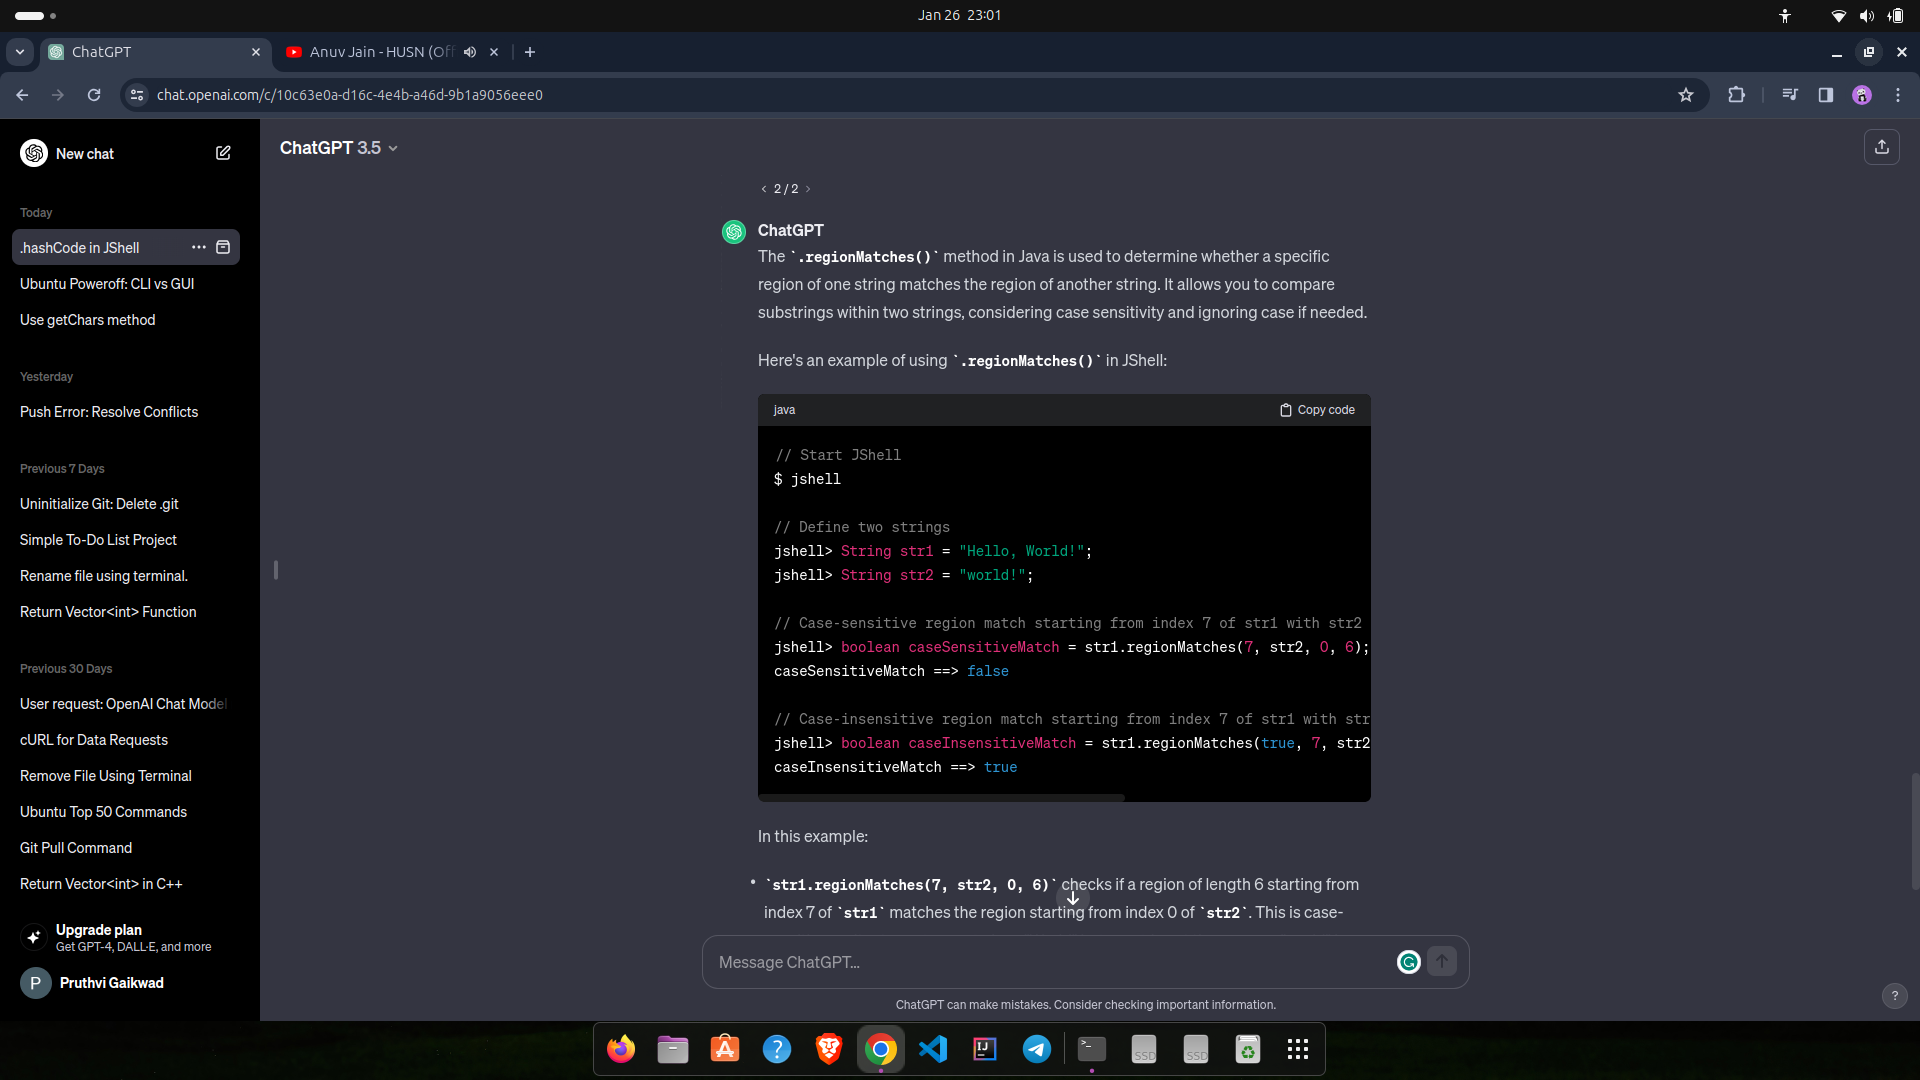 Jan 26 23:01
ChatGPT
Anuv Jain - HUSN (Off
chat.openai.com/c/10c63e0a-d16c-4e4b-a46d-9b1a9056eee0
New chat
Today
.hashCode in JShell
Ubuntu Poweroff: CLI vs GUI
Use getChars method
Yesterday
Push Error: Resolve Conflicts
Previous 7 Days
Uninitialize Git: Delete .git
Simple To-Do List Project
Rename file using terminal.
Return Vector<int> Function
Previous 30 Days
User request: OpenAI Chat Model
cURL for Data Requests
Remove File Using Terminal
Ubuntu Top 50 Commands
Git Pull Command
Return Vector<int> in C++
Upgrade plan
Get GPT-4, DALL·E, and more
P
Pruthvi Gaikwad
ChatGPT 3.5
2 / 2
ChatGPT
The `.regionMatches()` method in Java is used to determine whether a specific
region of one string matches the region of another string. It allows you to compare
substrings within two strings, considering case sensitivity and ignoring case if needed.
Here's an example of using `.regionMatches()` in JShell:
java
Copy code
// Start JShell
$ jshell
// Define two strings
jshell> String str1 = "Hello, World!";
jshell> String str2 = "world!";
// Case-sensitive region match starting from index 7 of str1 with str2
jshell> boolean caseSensitiveMatch = str1.regionMatches(7, str2, 0, 6);
caseSensitiveMatch ==> false
// Case-insensitive region match starting from index 7 of str1 with str
jshell> boolean caseInsensitiveMatch = str1.regionMatches(true, 7, str2
caseInsensitiveMatch ==> true
In this example:
• `str1.regionMatches(7, str2, 0, 6)` checks if a region of length 6 starting from
index 7 of `str1` matches the region starting from index 0 of `str2`. This is case-
Message ChatGPT...
ChatGPT can make mistakes. Consider checking important information.
?
IJ
SSD
SSD